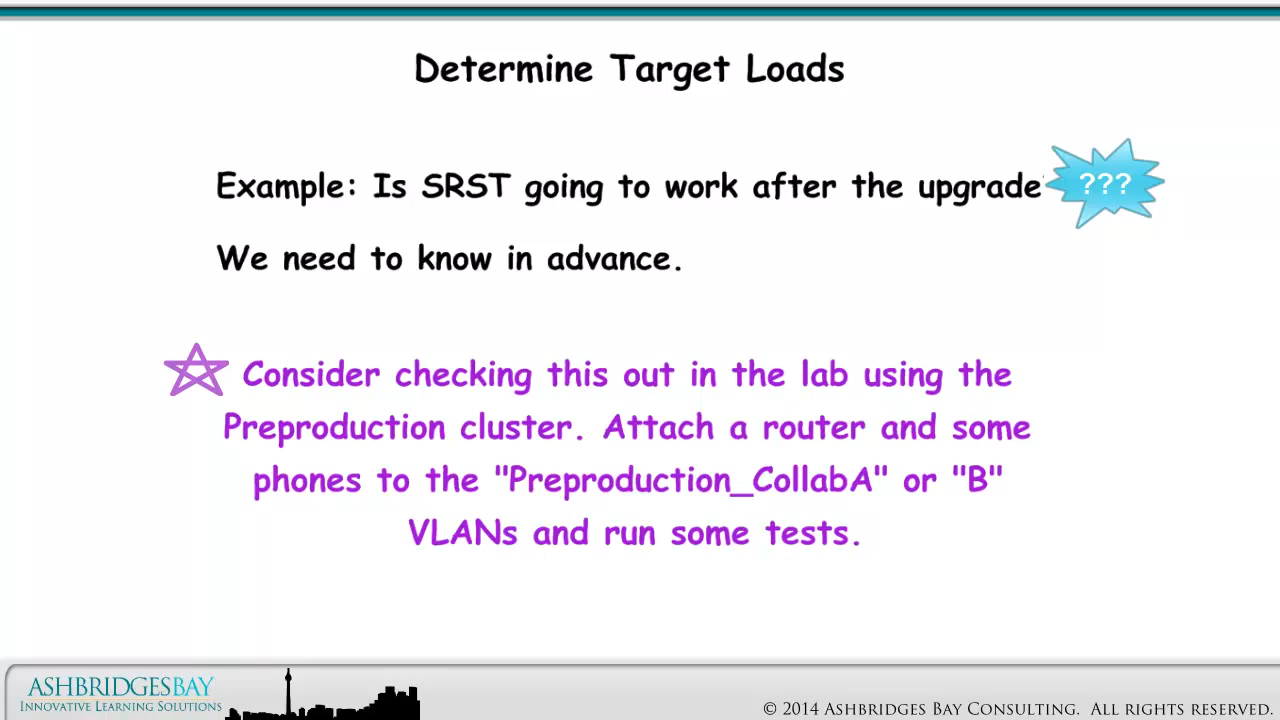 Determine Target Loads
Example: Is SRST going to work after the upgrade
???
We need to know in advance.
Consider checking this out in the lab using the
Preproduction cluster. Attach a router and some
phones to the "Preproduction_CollabA" or "B"
VLANs and run some tests.
ASHBRIDGESBAY
INNOVATIVE LEARNING SOLUTIONS
© 2014 ASHBRIDGES BAY CONSULTING. ALL RIGHTS RESERVED.